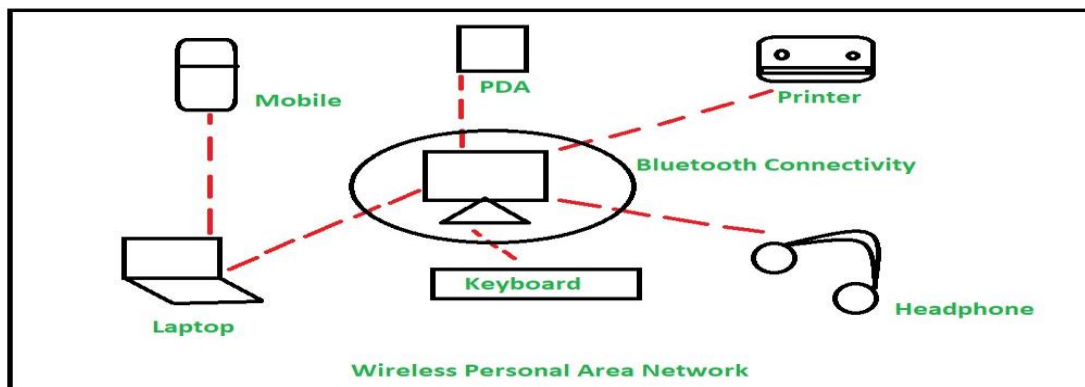 PDA
Mobile
Printer
Bluetooth Connectivity
Keyboard
Headphone
Laptop
Wireless Personal Area Network